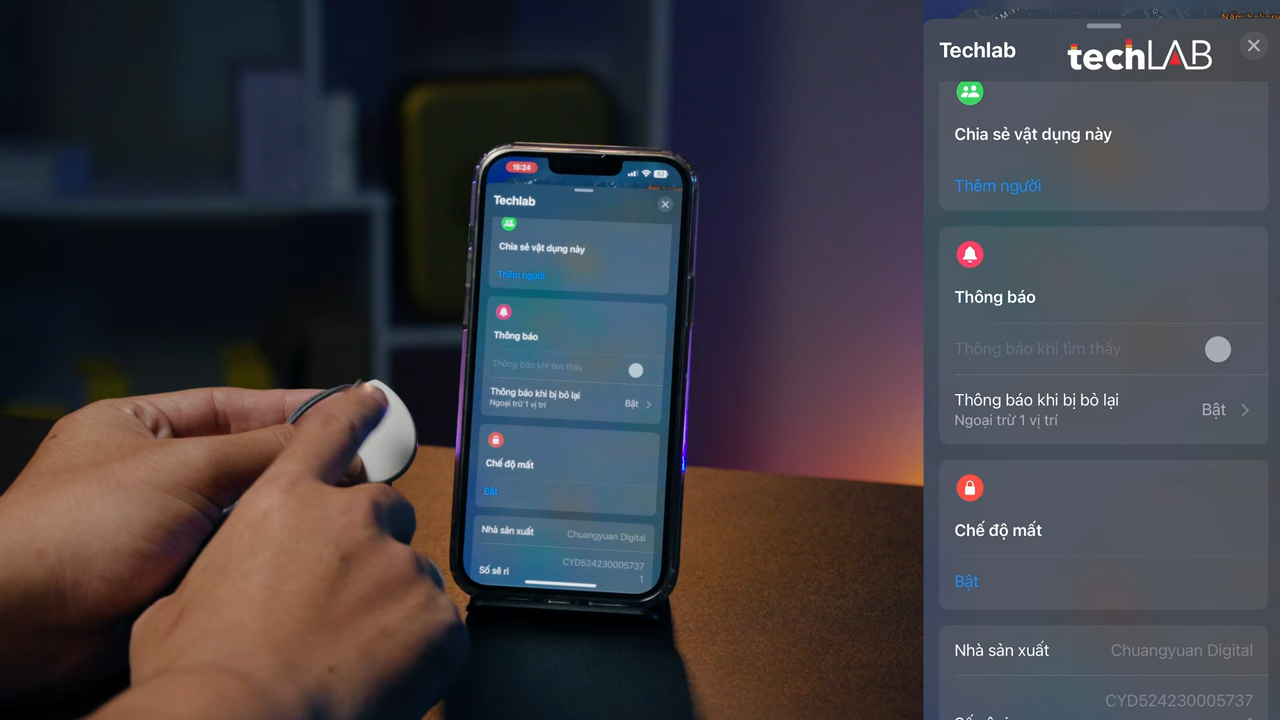 15:24
92
Techlab
Chia sẻ vật dụng này
Thêm người
Thông báo
Thông báo khi tìm thấy
Thông báo khi bị bỏ lại
Ngoại trừ 1 vị trí
Bật
Chế độ mất
Bật
Nhà sản xuất
Changyuan Digital
Số sê ri
CYD524230005737
1
Techlab
techLAB
Chia sẻ vật dụng này
Thêm người
Thông báo
Thông báo khi tìm thấy
Thông báo khi bị bỏ lại
Ngoại trừ 1 vị trí
Bật
Chế độ mất
Bật
Nhà sản xuất
Chuangyuan Digital
CYD524230005737